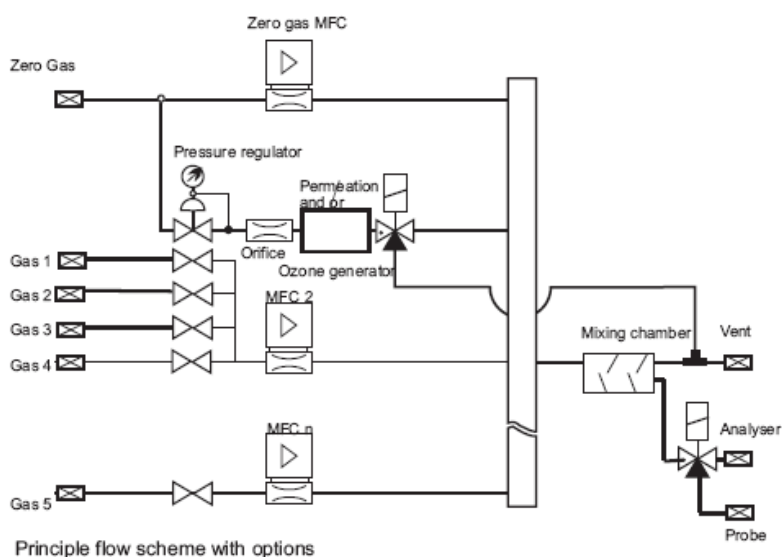 Zero gas MFC
Zero Gas
Pressure regulator
Permeation
and or
Orifice
Ozone generator
Gas 1
Gas 2
MFC 2
Gas 3
Mixing chamber
Vent
Gas 4
MFC n
Analyser
Gas 5
Probe
Principle flow scheme with options